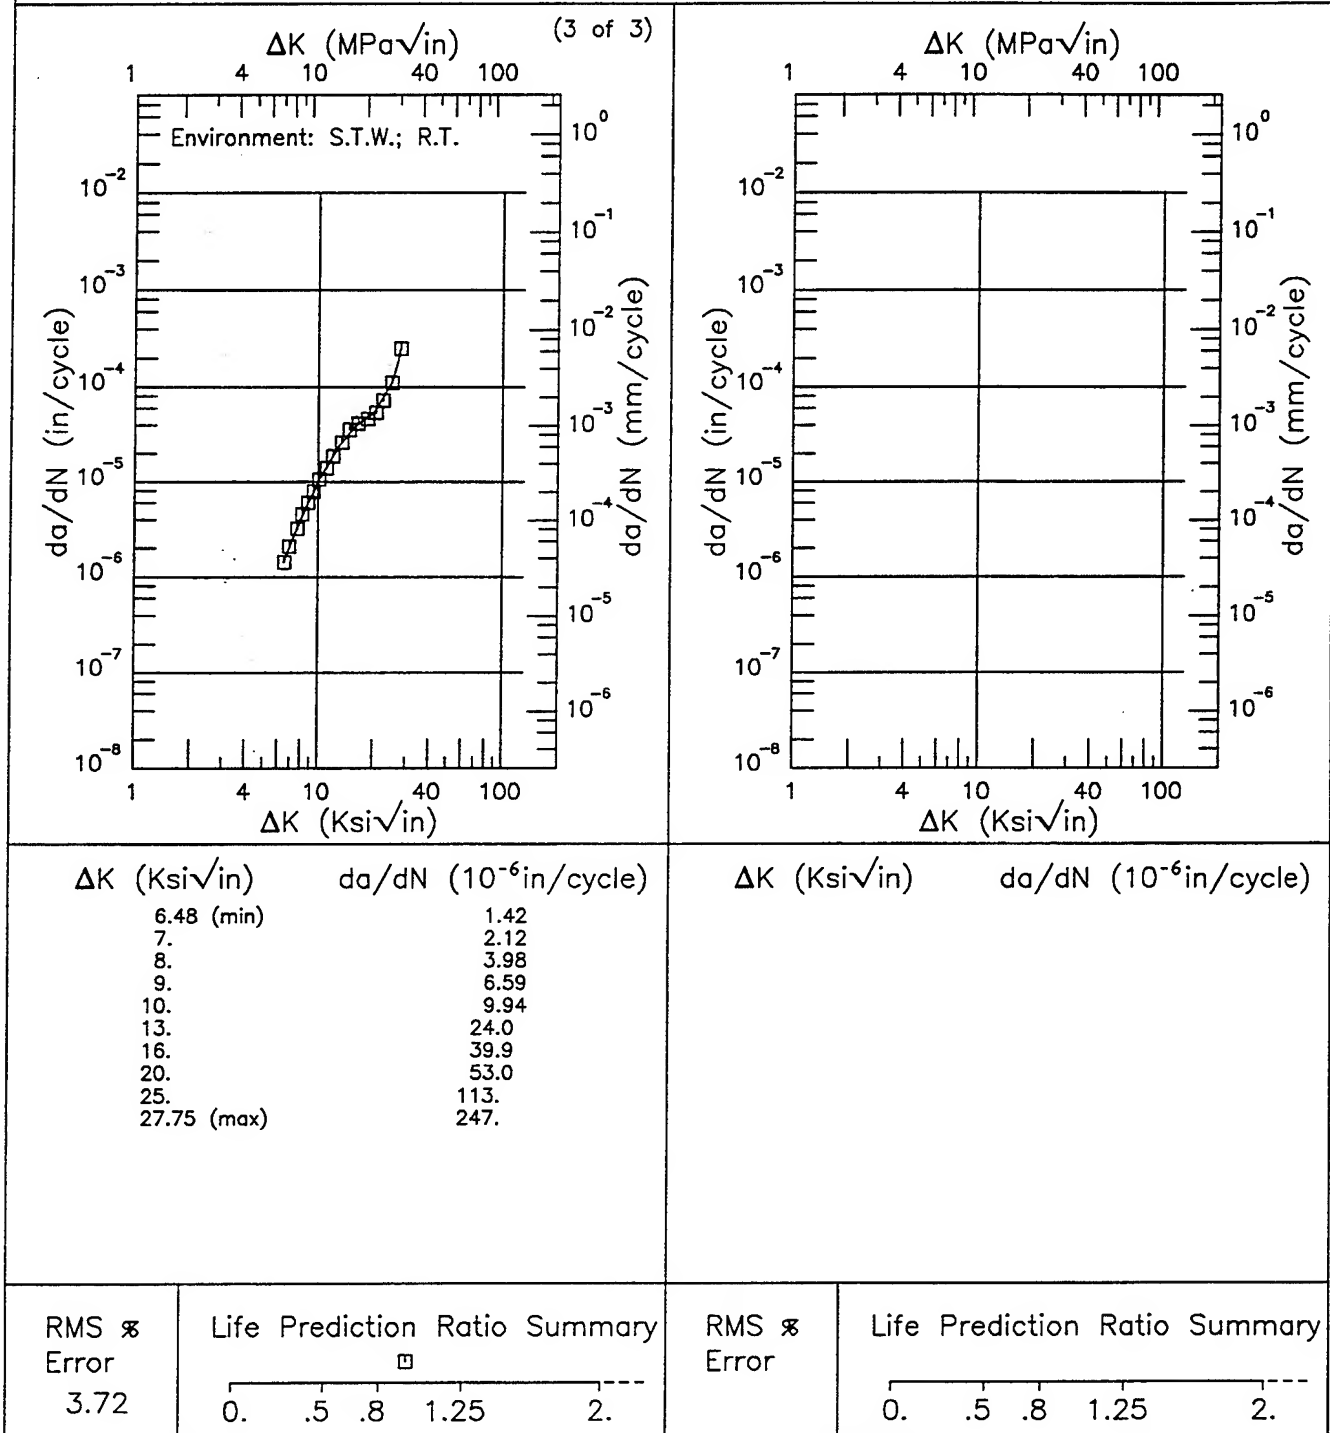 (3 of 3)
ΔK (MPa√in)
1 4 10 40 100
Environment: S.T.W.; R.T.
da/dN (in/cycle)
10⁻²
10⁻³
10⁻⁴
10⁻⁵
10⁻⁶
10⁻⁷
10⁻⁸
da/dN (mm/cycle)
10⁰
10⁻¹
10⁻²
10⁻³
10⁻⁴
10⁻⁵
10⁻⁶
1 4 10 40 100
ΔK (Ksi√in)
ΔK (MPa√in)
1 4 10 40 100
da/dN (in/cycle)
10⁻²
10⁻³
10⁻⁴
10⁻⁵
10⁻⁶
10⁻⁷
10⁻⁸
da/dN (mm/cycle)
10⁰
10⁻¹
10⁻²
10⁻³
10⁻⁴
10⁻⁵
10⁻⁶
1 4 10 40 100
ΔK (Ksi√in)
ΔK (Ksi√in) da/dN (10⁻⁶in/cycle)
6.48 (min) 1.42
7. 2.12
8. 3.98
9. 6.59
10. 9.94
13. 24.0
16. 39.9
20. 53.0
25. 113.
27.75 (max) 247.
ΔK (Ksi√in) da/dN (10⁻⁶in/cycle)
RMS %
Error
3.72
Life Prediction Ratio Summary
0. .5 .8 1.25 2.
RMS %
Error
Life Prediction Ratio Summary
0. .5 .8 1.25 2.